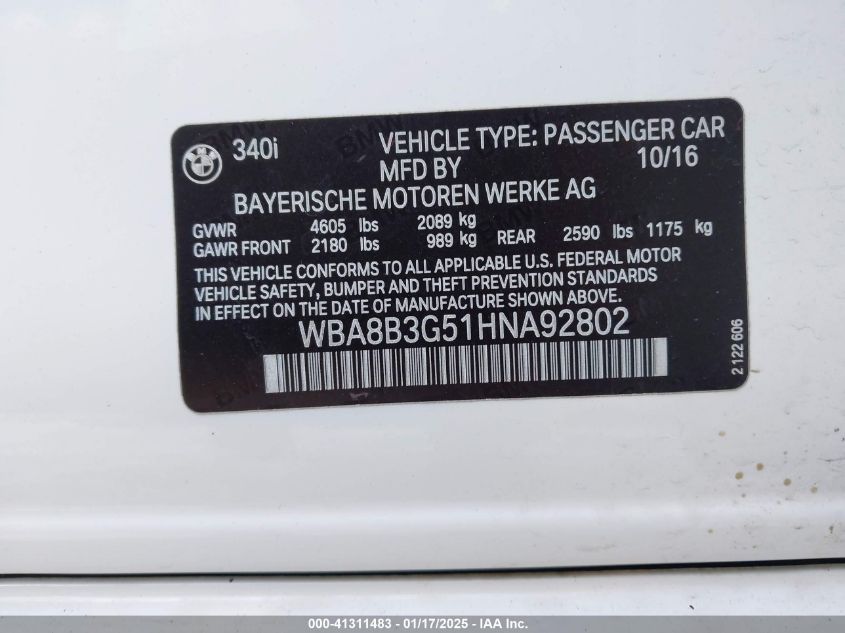 340i VEHICLE TYPE: PASSENGER CAR
MFD BY 10/16
BAYERISCHE MOTOREN WERKE AG
GVWR 4605 lbs 2089 kg
GAWR FRONT 2180 lbs 989 kg REAR 2590 lbs 1175 kg
THIS VEHICLE CONFORMS TO ALL APPLICABLE U.S. FEDERAL MOTOR
VEHICLE SAFETY, BUMPER AND THEFT PREVENTION STANDARDS
IN EFFECT ON THE DATE OF MANUFACTURE SHOWN ABOVE.
WBA8B3G51HNA92802
2 122 606
000-41311483 - 01/17/2025 - IAA Inc.